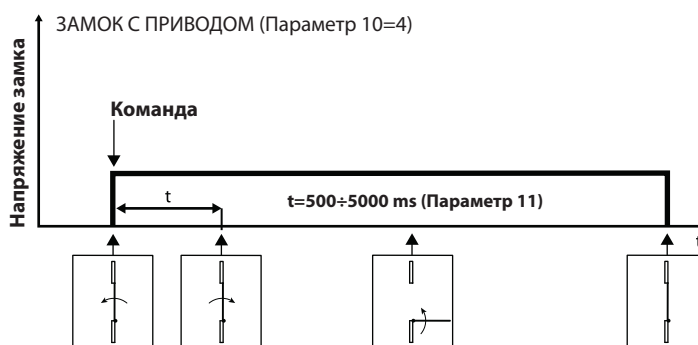 ЗАМОК С ПРИВОДОМ (Параметр 10=4)
Напряжение замка
Команда
t
t=500÷5000 ms (Параметр 11)
t